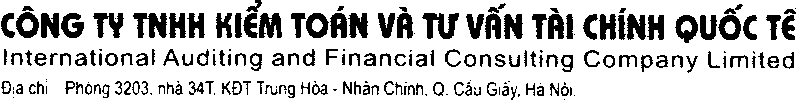 CÔNG TY TNHH KIỂM TOÁN VÀ TƯ VẤN TÀI CHÍNH QUỐC TẾ
International Auditing and Financial Consulting Company Limited
Địa chỉ Phòng 3203, nhà 34T, KĐT Trung Hòa - Nhân Chính, Q. Cầu Giấy, Hà Nội.